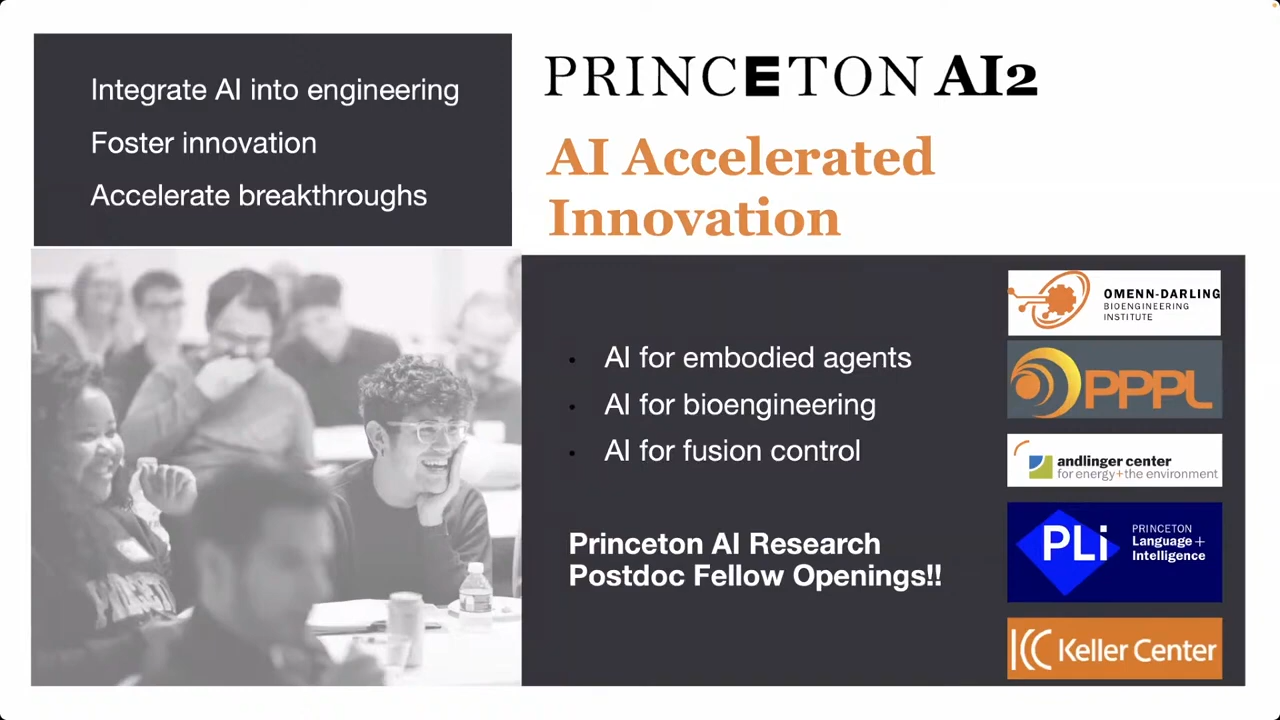 Integrate AI into engineering
Foster innovation
Accelerate breakthroughs
PRINCETON AI2
AI Accelerated
Innovation
• AI for embodied agents
• AI for bioengineering
• AI for fusion control
Princeton AI Research
Postdoc Fellow Openings!!
OMENN-DARLING
BIOENGINEERING
INSTITUTE
PPPL
andlinger center
for energy+the environment
PLi
PRINCETON
Language+
Intelligence
KC Keller Center